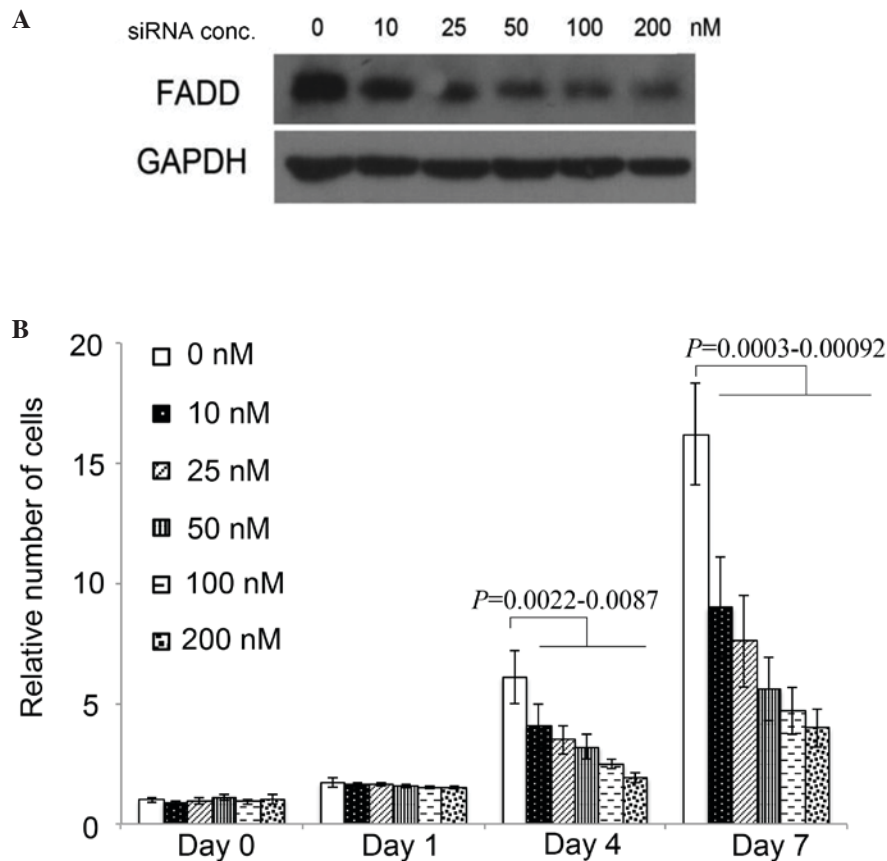 A
siRNA conc. 0 10 25 50 100 200 nM
FADD
GAPDH
B
Relative number of cells
20
15
10
5
0
0 nM
10 nM
25 nM
50 nM
100 nM
200 nM
P=0.0022-0.0087
P=0.0003-0.00092
Day 0 Day 1 Day 4 Day 7